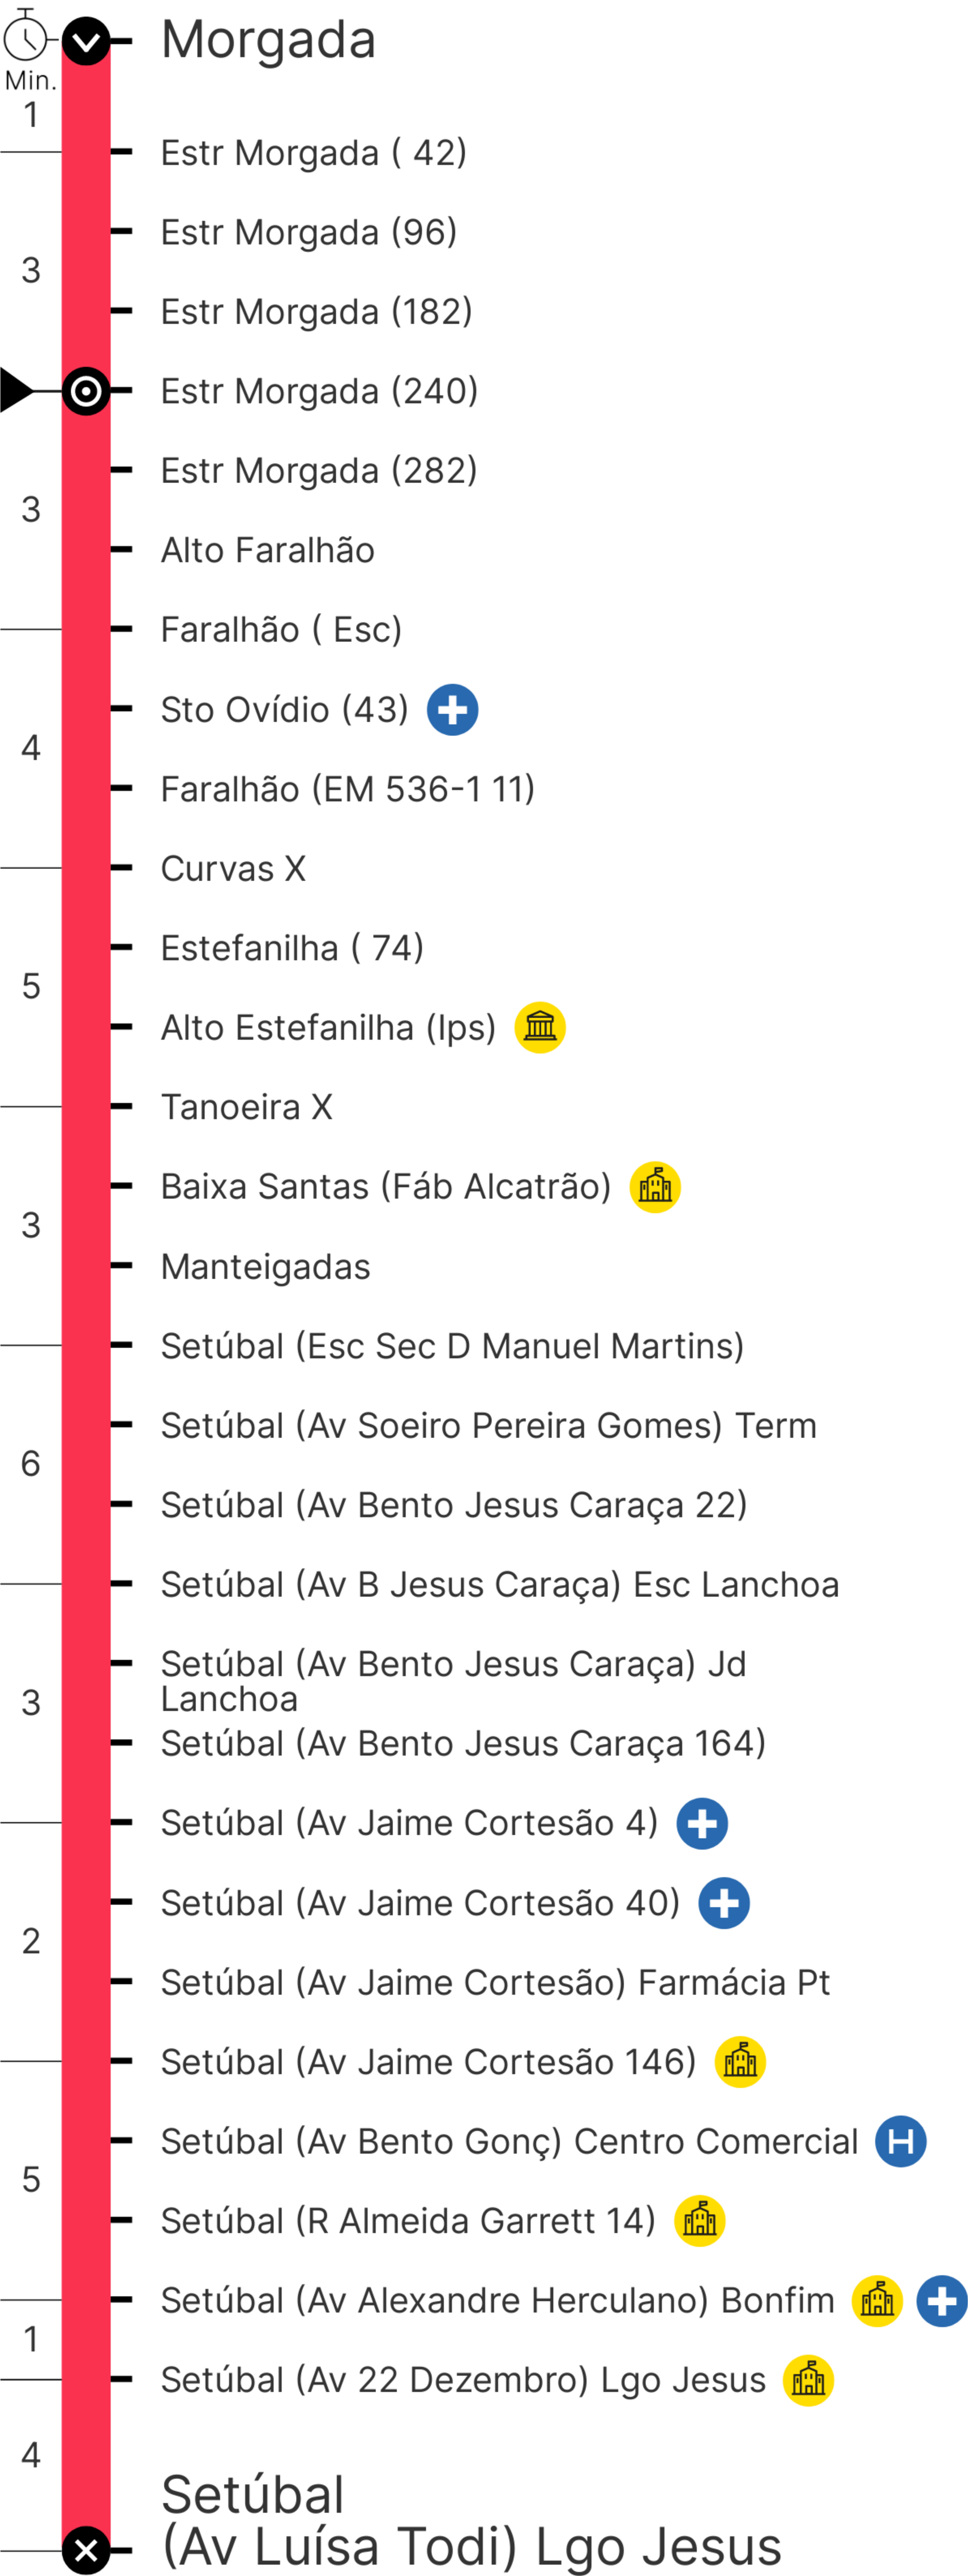 Morgada
Min.
1
Estr Morgada ( 42)
Estr Morgada (96)
3
Estr Morgada (182)
Estr Morgada (240)
Estr Morgada (282)
3
Alto Faralhão
Faralhão ( Esc)
Sto Ovídio (43)
4
Faralhão (EM 536-1 11)
Curvas X
Estefanilha ( 74)
5
Alto Estefanilha (Ips)
Tanoeira X
Baixa Santas (Fáb Alcatrão)
3
Manteigadas
Setúbal (Esc Sec D Manuel Martins)
Setúbal (Av Soeiro Pereira Gomes) Term
6
Setúbal (Av Bento Jesus Caraça 22)
Setúbal (Av B Jesus Caraça) Esc Lanchoa
Setúbal (Av Bento Jesus Caraça) Jd
Lanchoa
3
Setúbal (Av Bento Jesus Caraça 164)
Setúbal (Av Jaime Cortesão 4)
Setúbal (Av Jaime Cortesão 40)
2
Setúbal (Av Jaime Cortesão) Farmácia Pt
Setúbal (Av Jaime Cortesão 146)
Setúbal (Av Bento Gonç) Centro Comercial H
5
Setúbal (R Almeida Garrett 14)
Setúbal (Av Alexandre Herculano) Bonfim
1
Setúbal (Av 22 Dezembro) Lgo Jesus
4
Setúbal
(Av Luísa Todi) Lgo Jesus